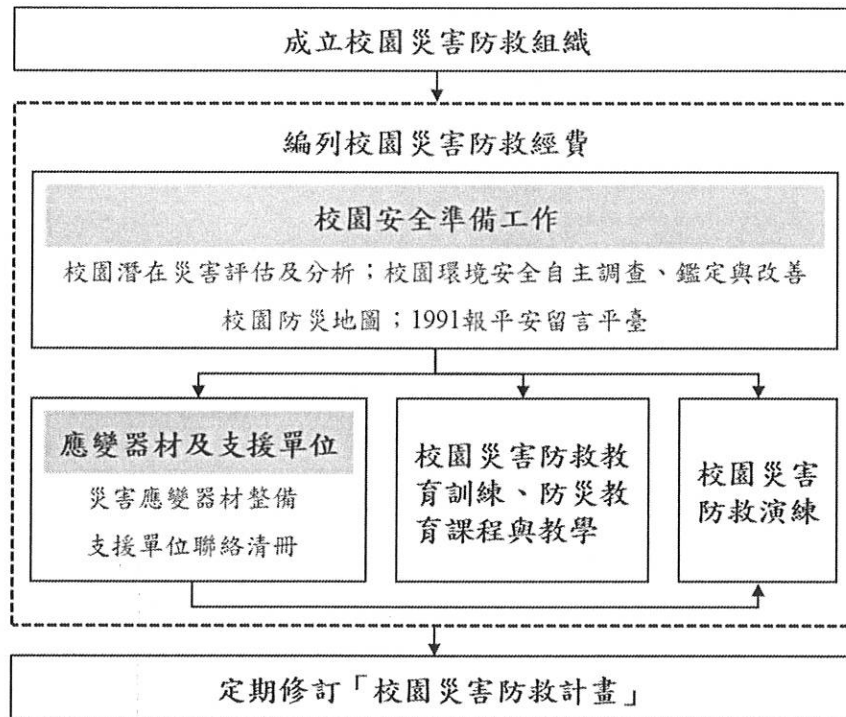 成立校園災害防救組織
編列校園災害防救經費
校園安全準備工作
校園潛在災害評估及分析；校園環境安全自主調查、鑑定與改善
校園防災地圖；1991報平安留言平臺
應變器材及支援單位
災害應變器材整備
支援單位聯絡清冊
校園災害防救教
育訓練、防災教
育課程與教學
校園災害
防救演練
定期修訂「校園災害防救計畫」